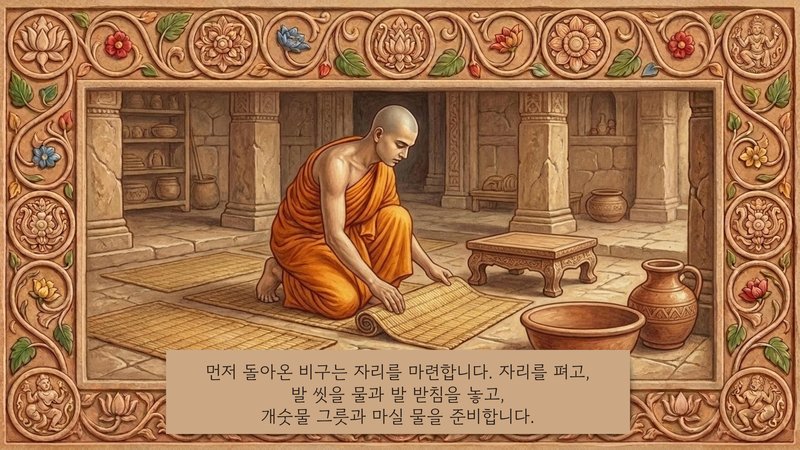 먼저 돌아온 비구는 자리를 마련합니다. 자리를 펴고,
발 씻을 물과 발 받침을 놓고,
개숫물 그릇과 마실 물을 준비합니다.